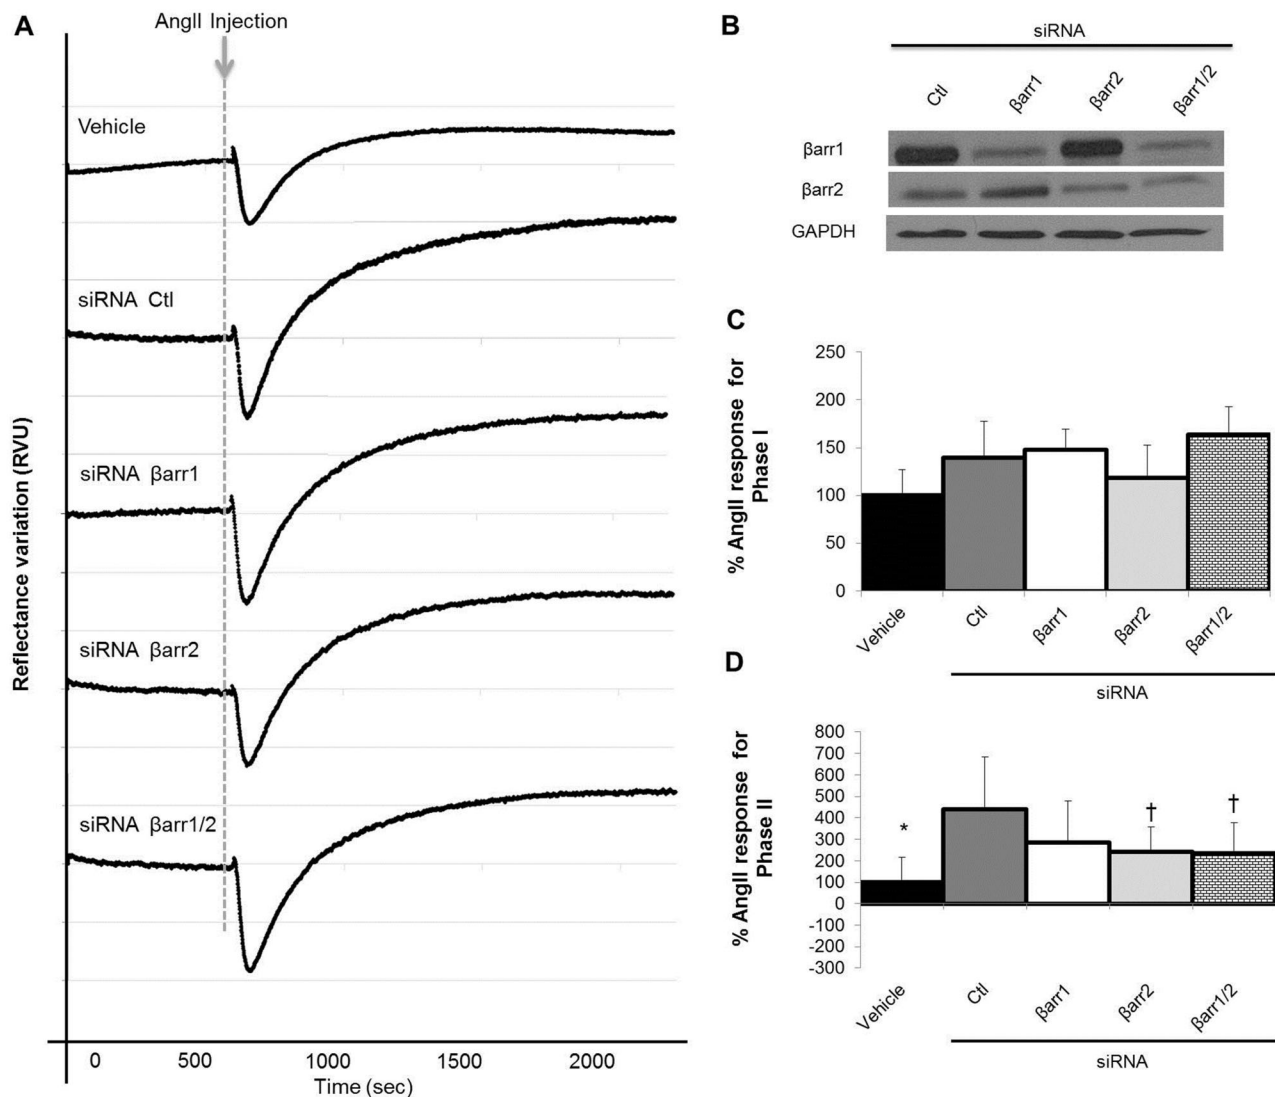 A
AngII Injection
Vehicle
siRNA Ctl
siRNA βarr1
siRNA βarr2
siRNA βarr1/2
Reflectance variation (RVU)
0 500 1000 1500 2000
Time (sec)
B
siRNA
Ctl βarr1 βarr2 βarr1/2
βarr1
βarr2
GAPDH
C
% AngII response for
Phase I
250
200
150
100
50
0
Vehicle Ctl βarr1 βarr2 βarr1/2
siRNA
D
% AngII response for
Phase II
800
700
600
500
400
300
200
100
0
-100
-200
-300
* † †
Vehicle Ctl βarr1 βarr2 βarr1/2
siRNA